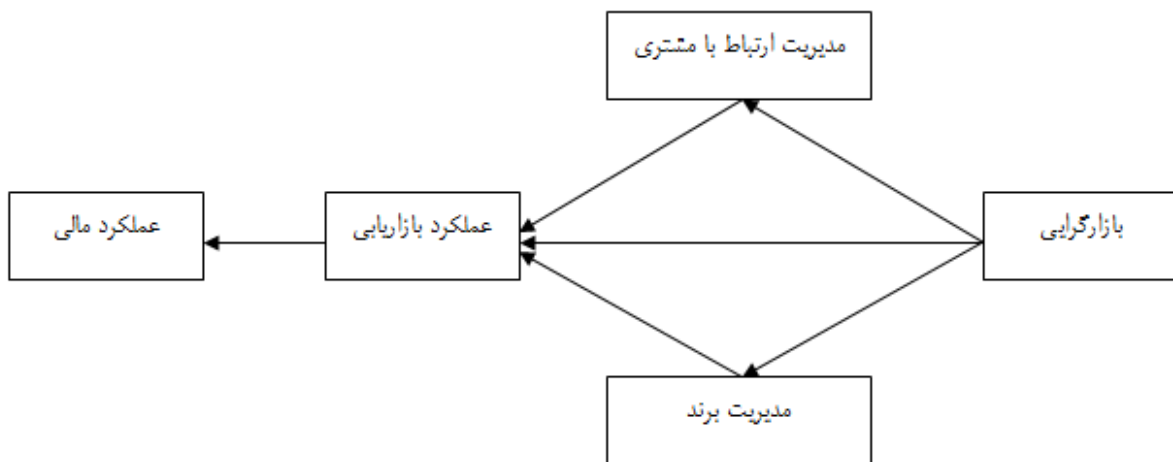 مدیریت ارتباط با مشتری
بازارگرایی
عملکرد بازاریابی
عملکرد مالی
مدیریت برند